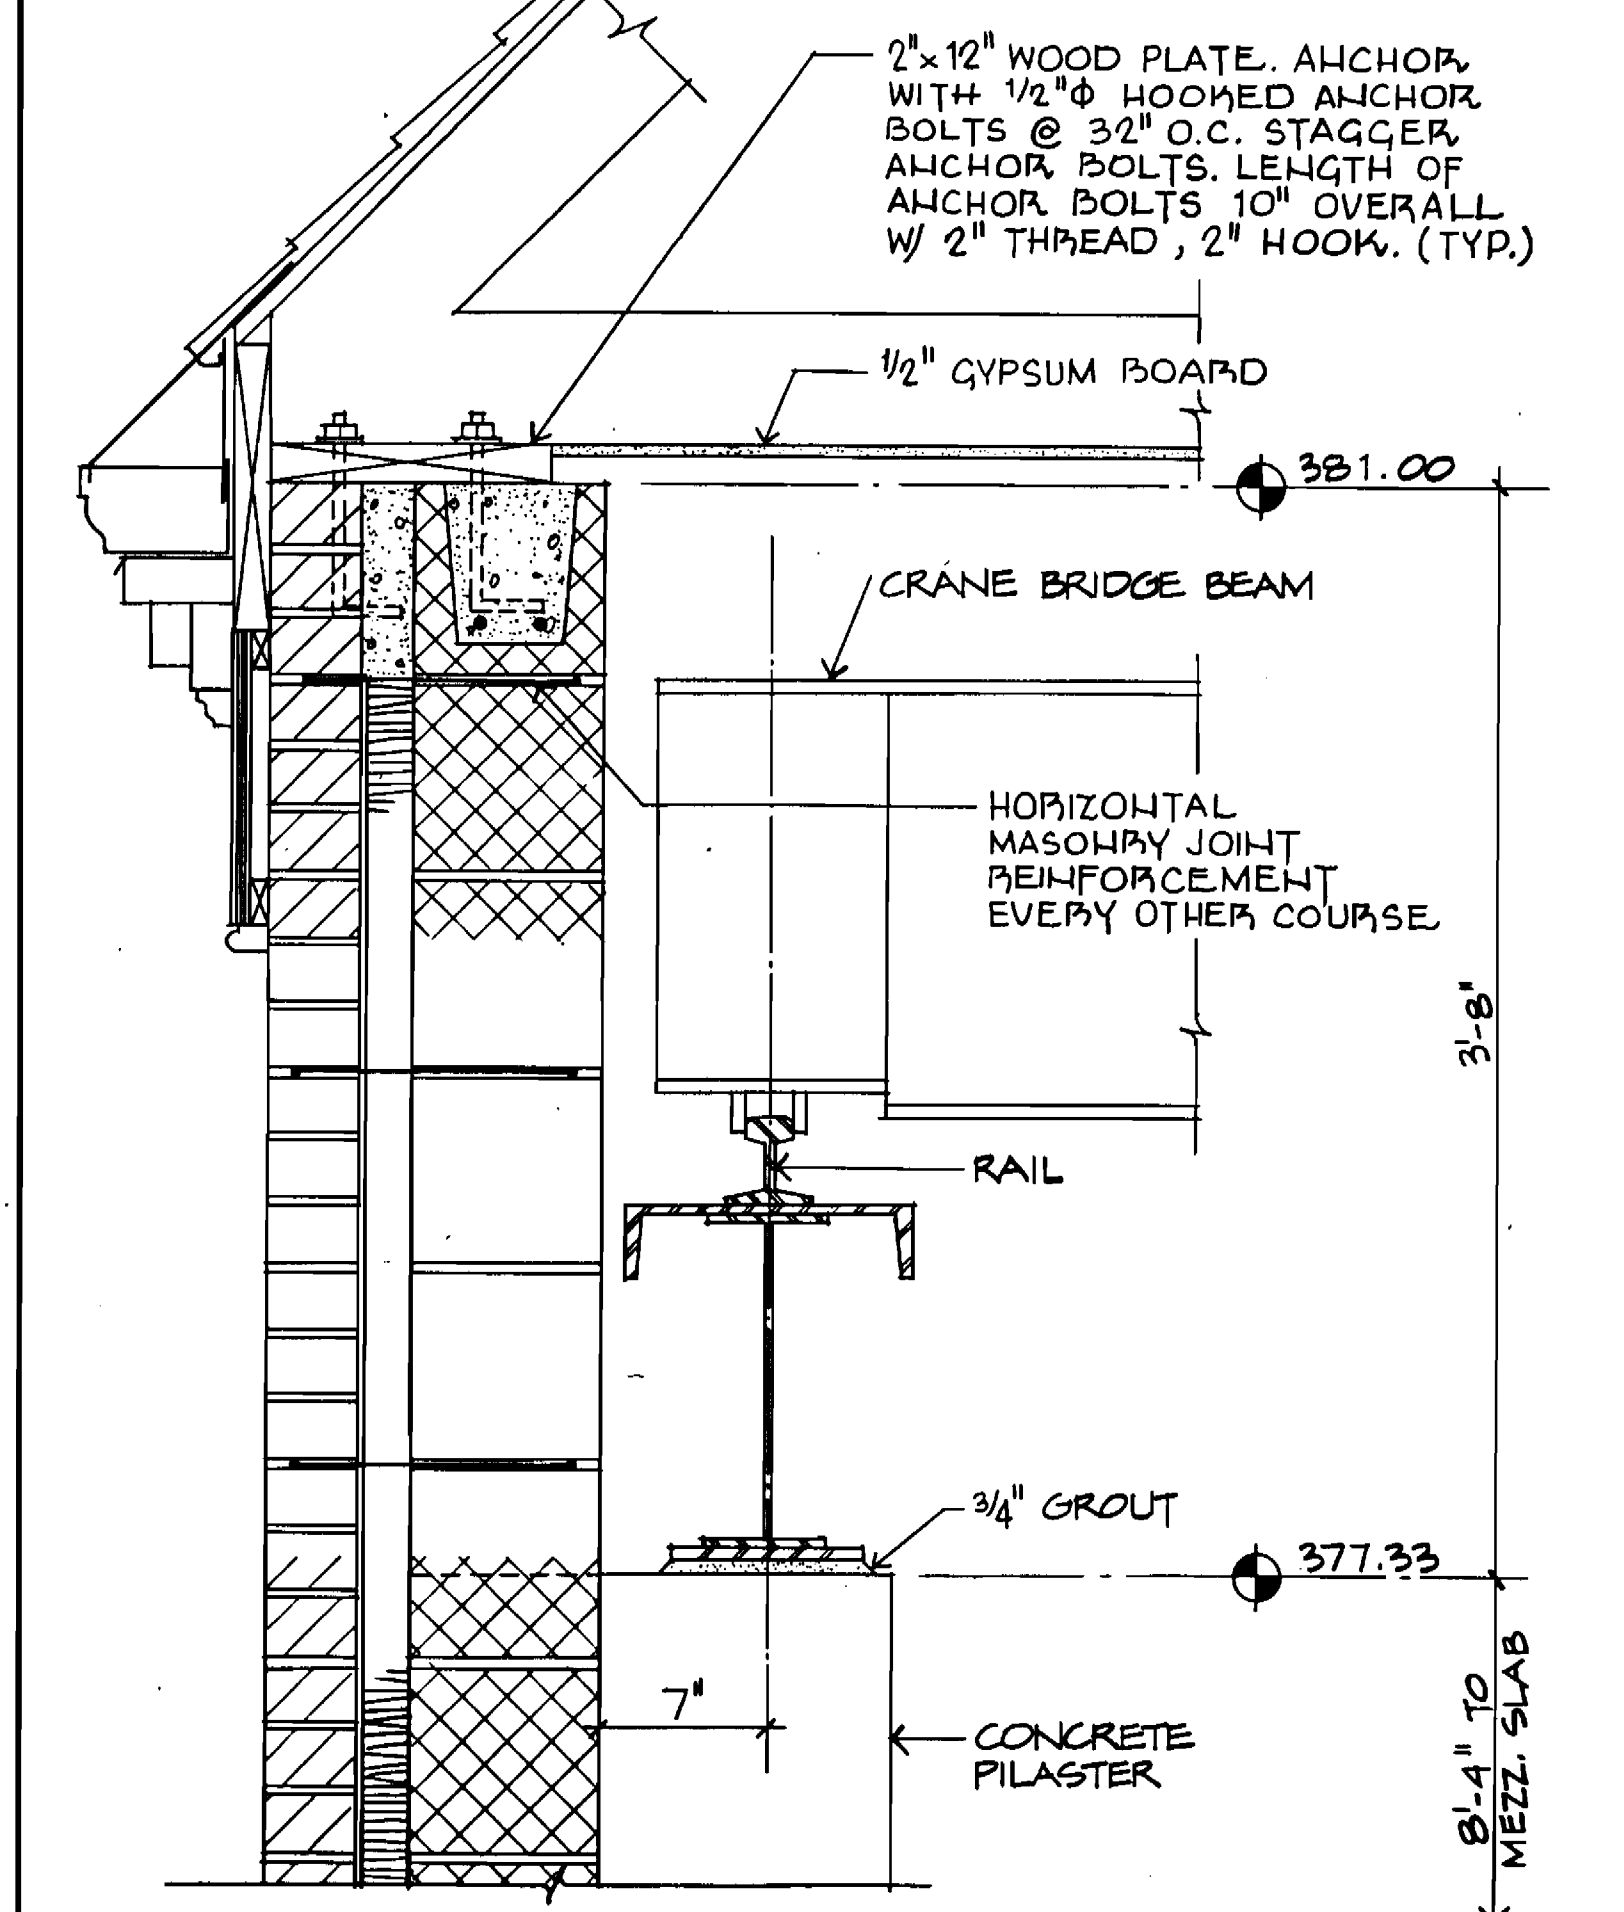 2"x12" WOOD PLATE. ANCHOR
WITH 1/2"Φ HOOKED ANCHOR
BOLTS @ 32" O.C. STAGGER
ANCHOR BOLTS. LENGTH OF
ANCHOR BOLTS 10" OVERALL
W/ 2" THREAD, 2" HOOK. (TYP.)
1/2" GYPSUM BOARD
381.00
CRANE BRIDGE BEAM
HORIZONTAL
MASONRY JOINT
REINFORCEMENT
EVERY OTHER COURSE
3'-8"
RAIL
3/4" GROUT
377.33
7"
CONCRETE
PILASTER
8'-4" TO
MEZZ. SLAB